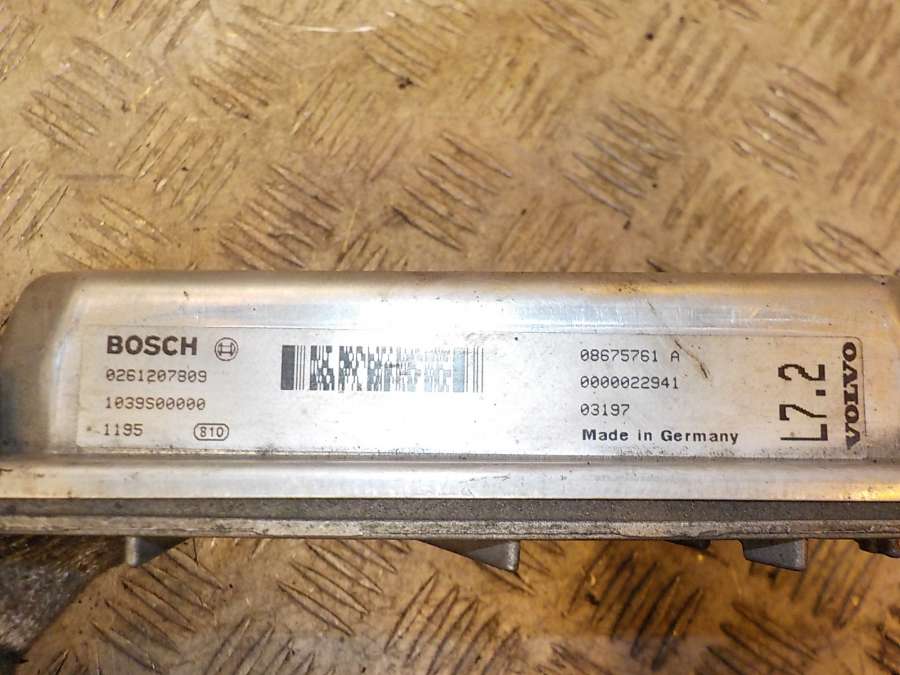 BOSCH
0261207809
1039S00000
1195 810
08675761 A
0000022941
03197
Made in Germany
L7.2
VOLVO